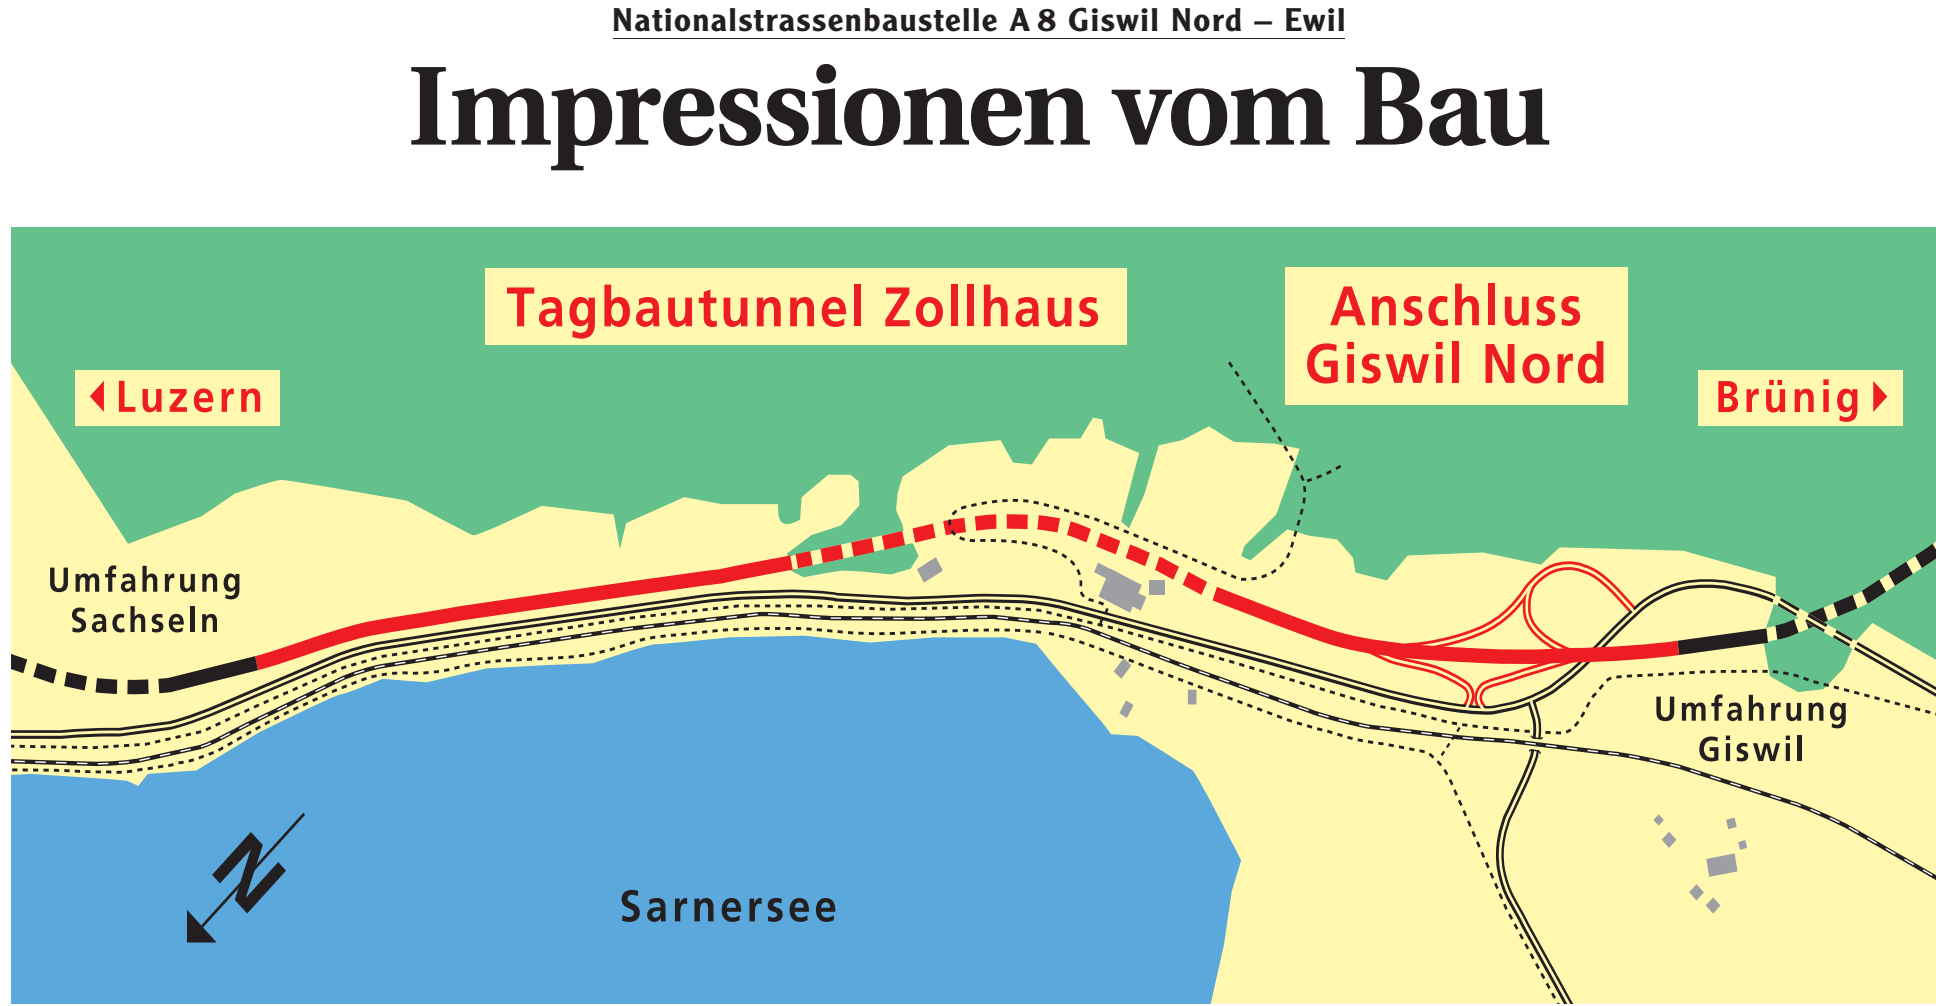 Nationalstrassenbaustelle A 8 Giswil Nord – Ewil
Impressionen vom Bau
Tagbautunnel Zollhaus
Anschluss
Giswil Nord
Luzern
Brünig
Umfahrung
Sachseln
Umfahrung
Giswil
N
Sarnersee